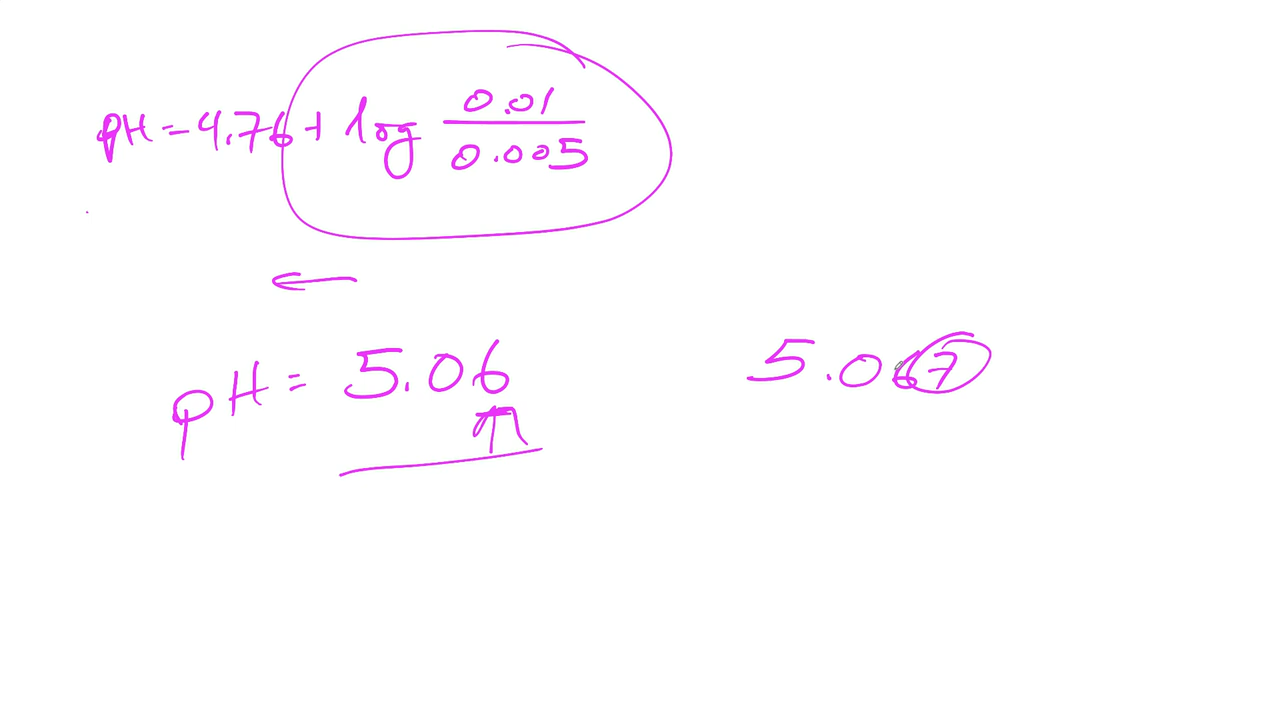 pH = 4.76 + log 0.01 / 0.005
pH = 5.06
5.067